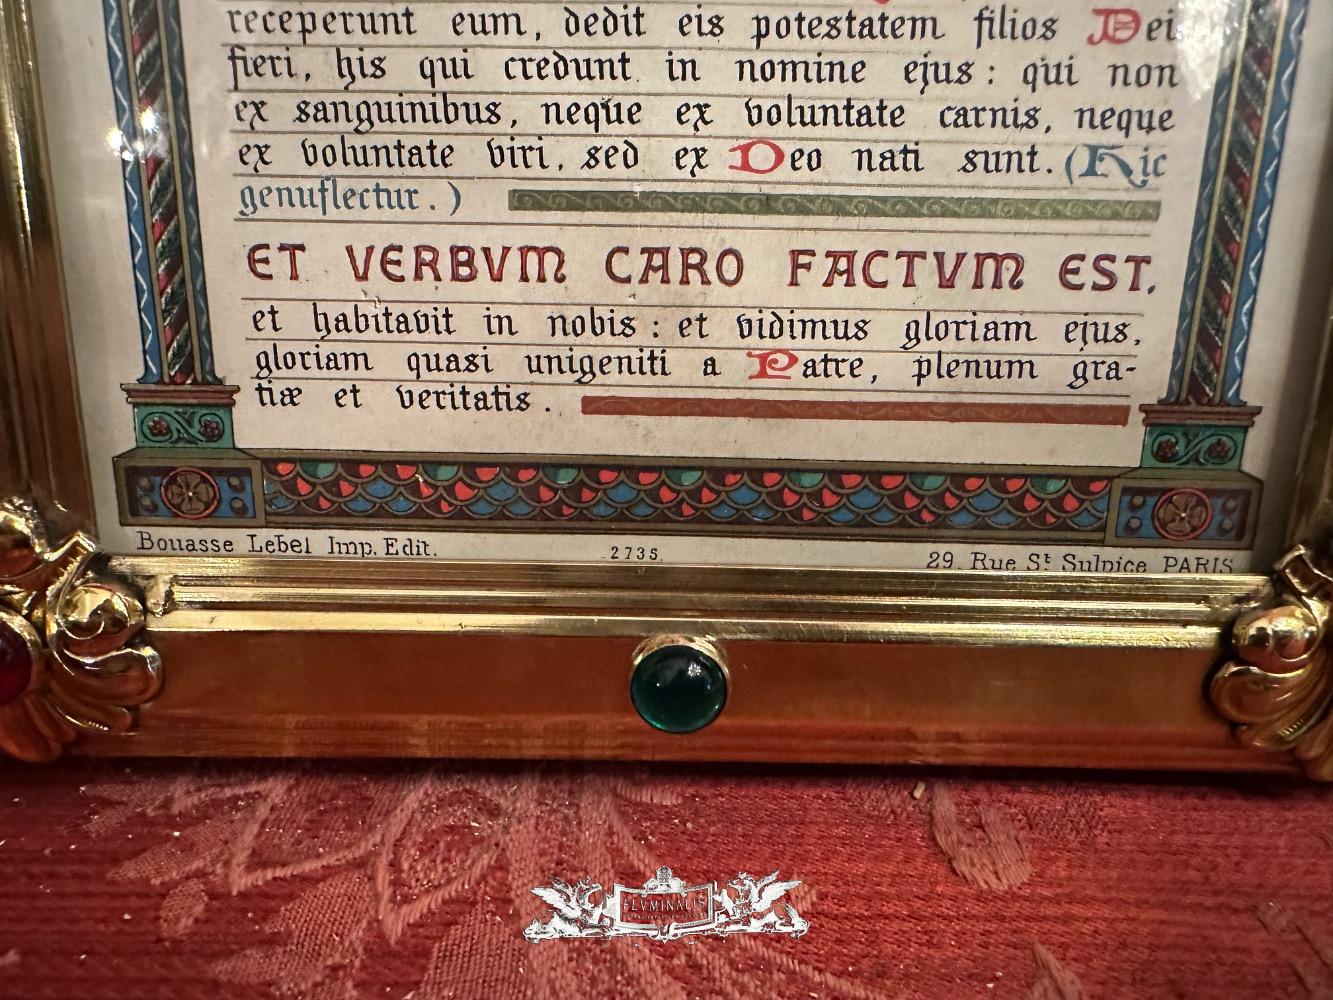 receperunt eum, dedit eis potestatem filios Dei
fieri, his qui credunt in nomine ejus: qui non
ex sanguinibus, neque ex voluntate carnis, neque
ex voluntate viri, sed ex Deo nati sunt. (Hic
genuflectur.)
ET VERBVM CARO FACTVM EST.
et habitavit in nobis: et vidimus gloriam ejus,
gloriam quasi unigeniti a Patre, plenum gra-
tiæ et veritatis.
Bouasse Lebel Imp. Edit.
2735.
29. Rue St Sulpice PARIS
FLVMINALIS